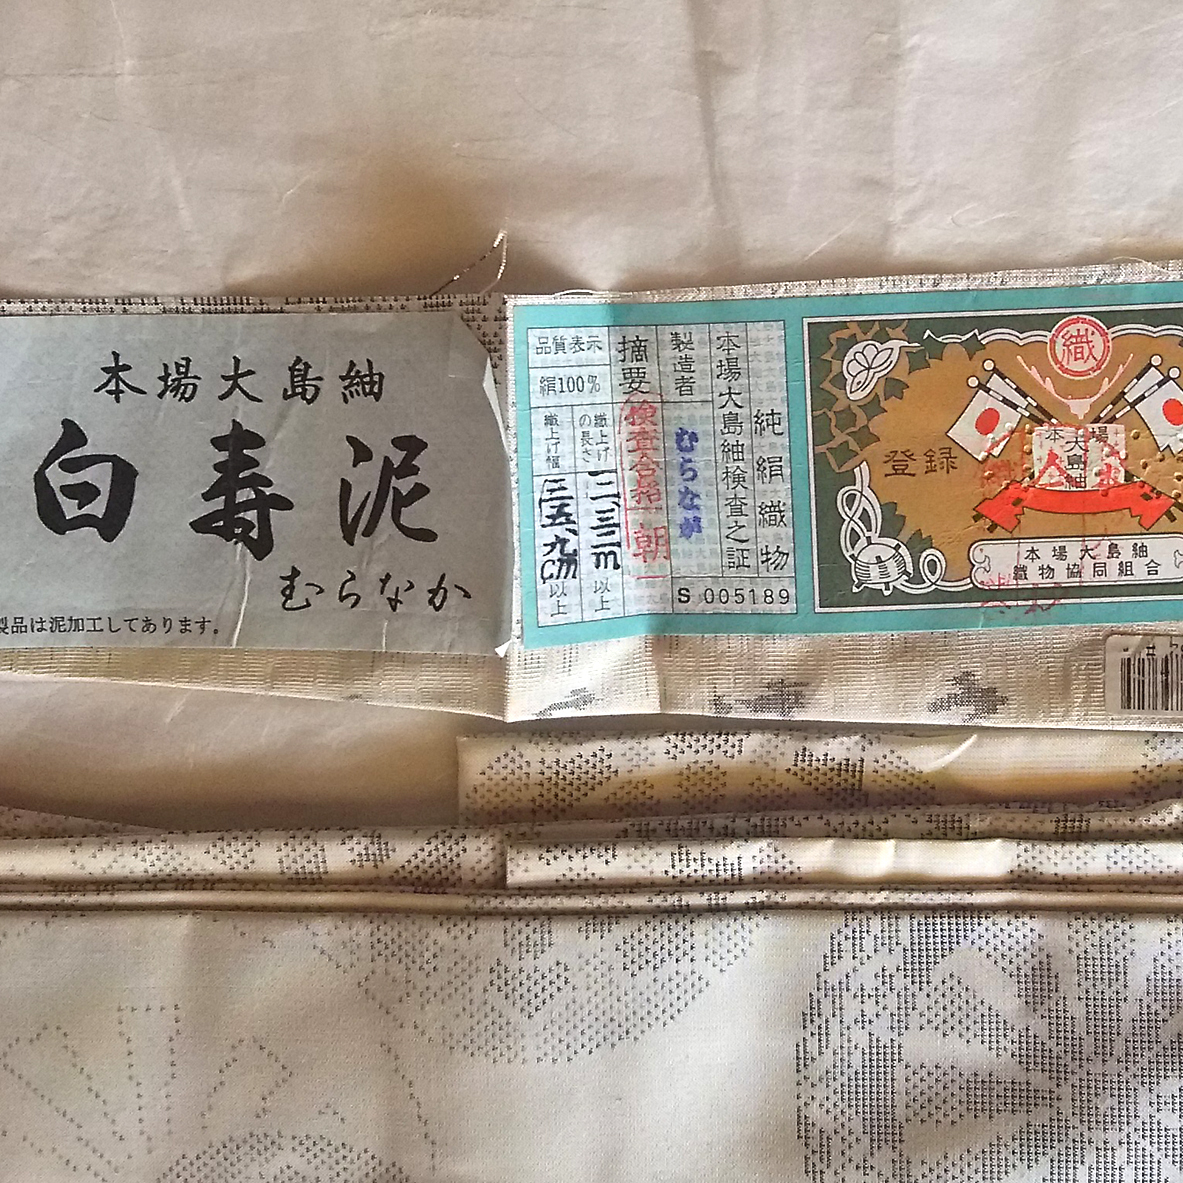 本場大島紬
白寿泥
むらなか
製品は泥加工してあります。
純絹織物
本場大島紬検査之証
製造者
むらなか
摘要
検査合格
朝
品質表示
絹100%
織上げの長さ
一二、三三m以上
織上げ幅
三五、九cm以上
S 005189
織
登録
本場
大島紬
本場大島紬
織物協同組合